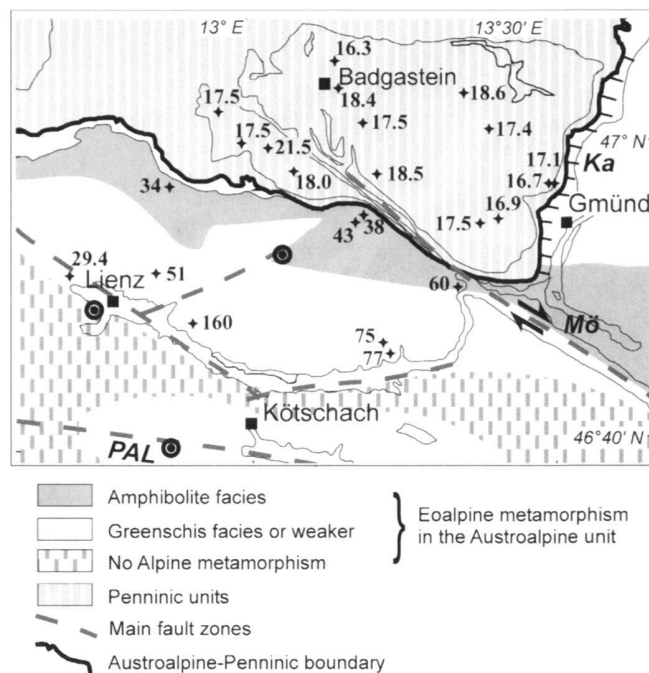 13° E
13°30' E
16.3
Badgastein
18.4
18.6
17.5
17.5
17.4
47° N
17.5
21.5
17.1
Ka
18.0
18.5
16.7
34
Gmünd
38
43
17.5
16.9
29.4
51
Lienz
60
Mö
160
75
77
Kötschach
46°40' N
PAL
Amphibolite facies
Greenschis facies or weaker
No Alpine metamorphism
Eoalpine metamorphism
in the Austroalpine unit
Penninic units
Main fault zones
Austroalpine-Penninic boundary